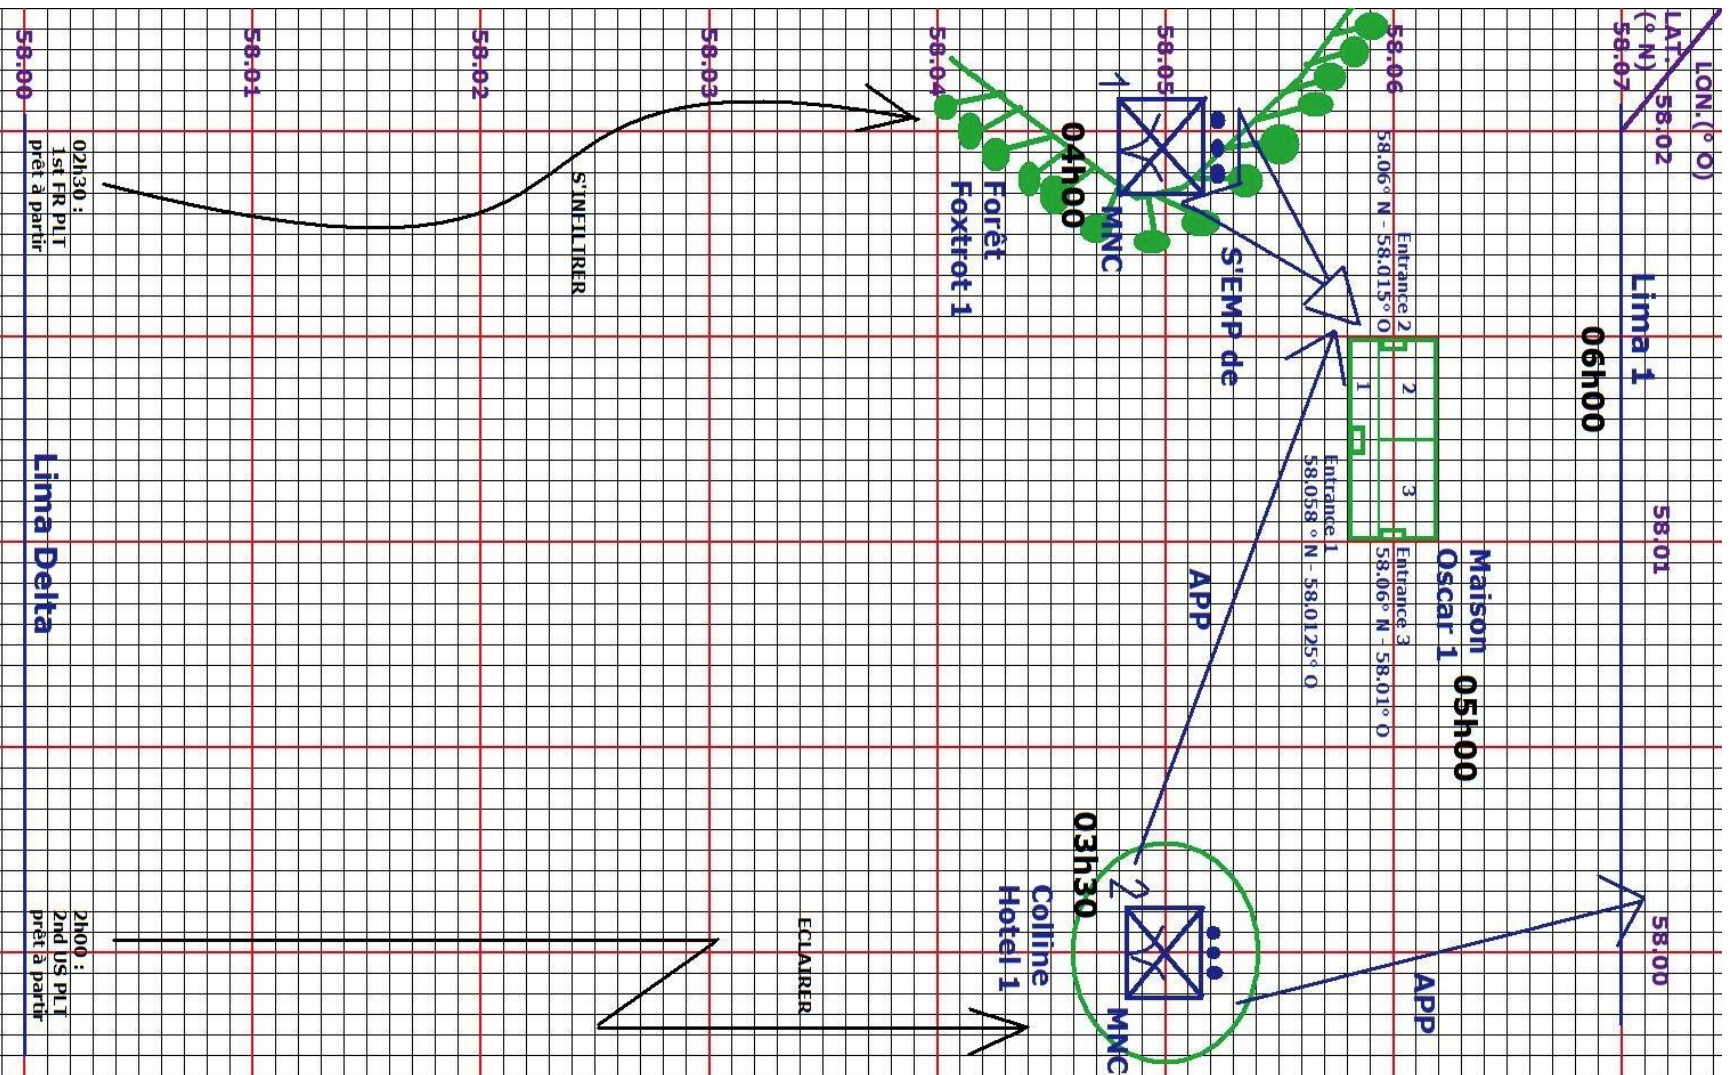 LON.(° O)
LAT.
(° N)
58.02
58.01
58.00
58.07
Lima 1
06h00
58.06
Maison
Oscar 1
05h00
Entrance 2
58.06° N - 58.015° O
2
3
1
Entrance 3
58.06° N - 58.01° O
Entrance 1
58.058 ° N - 58.0125° O
APP
S'EMP de
APP
58.05
1
MNC
04h00
2
MNC
03h30
Colline
Hotel 1
Forêt
Foxtrot 1
58.04
ECLAIRER
58.03
S'INFILTRER
58.02
58.01
02h30 :
1st FR PLT
prêt à partir
2h00 :
2nd US PLT
prêt à partir
Lima Delta
58.00